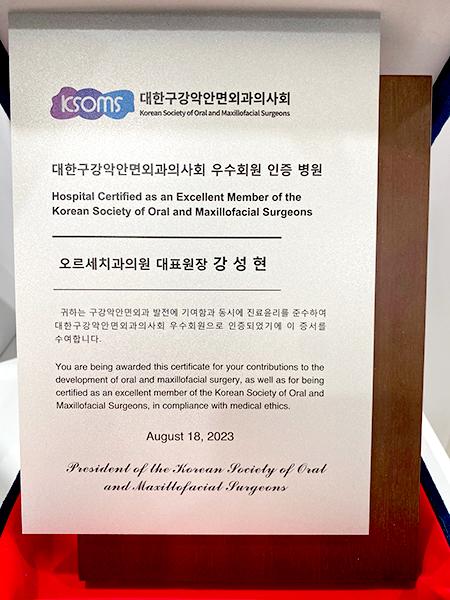 KSOMS 대한구강악안면외과의사회
Korean Society of Oral and Maxillofacial Surgeons
대한구강악안면외과의사회 우수회원 인증 병원
Hospital Certified as an Excellent Member of the
Korean Society of Oral and Maxillofacial Surgeons
오르세치과의원 대표원장 강 성 현
귀하는 구강악안면외과 발전에 기여함과 동시에 진료윤리를 준수하여
대한구강악안면외과의사회 우수회원으로 인증되었기에 이 증서를
수여합니다.
You are being awarded this certificate for your contributions to the
development of oral and maxillofacial surgery, as well as for being
certified as an excellent member of the Korean Society of Oral and
Maxillofacial Surgeons, in compliance with medical ethics.
August 18, 2023
President of the Korean Society of Oral
and Maxillofacial Surgeons